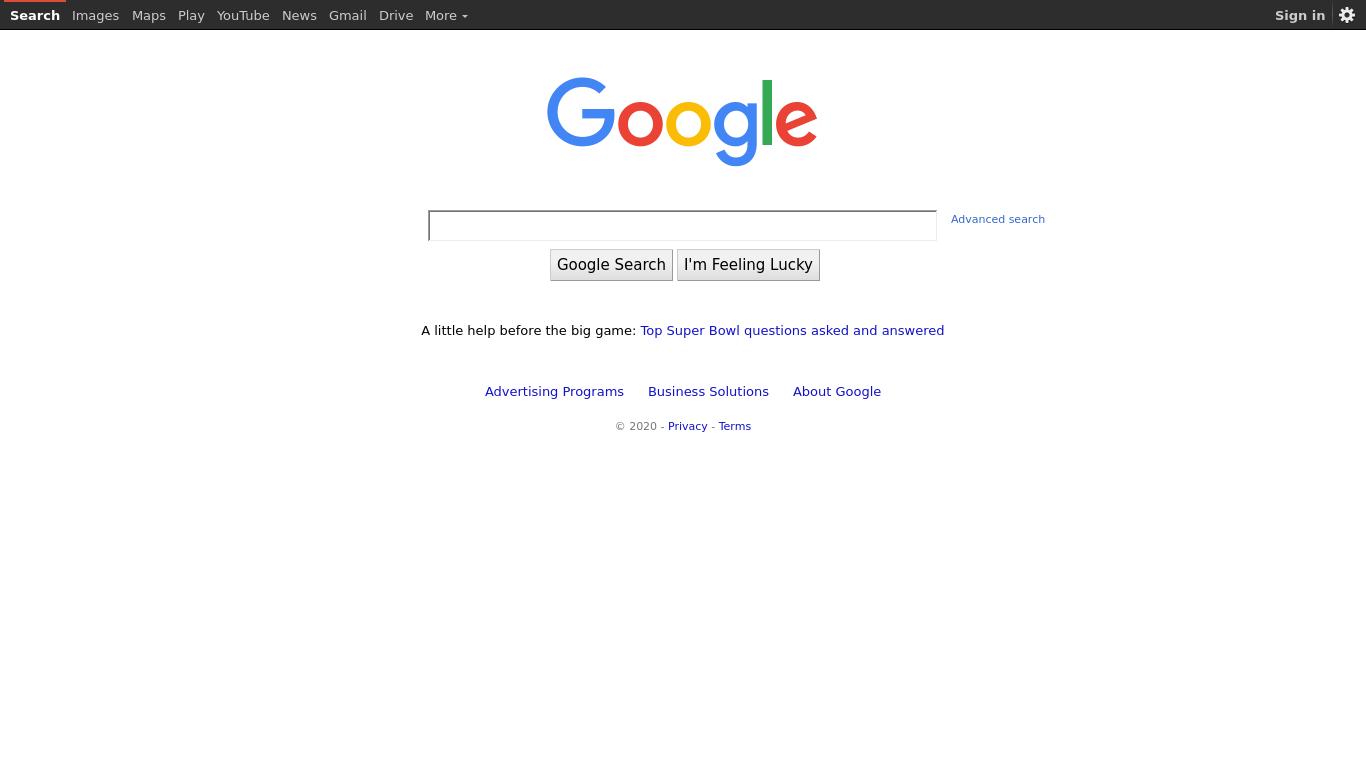 Search Images Maps Play YouTube News Gmail Drive More Sign in
Google
Advanced search
Google Search I'm Feeling Lucky
A little help before the big game: Top Super Bowl questions asked and answered
Advertising Programs Business Solutions About Google
© 2020 - Privacy - Terms